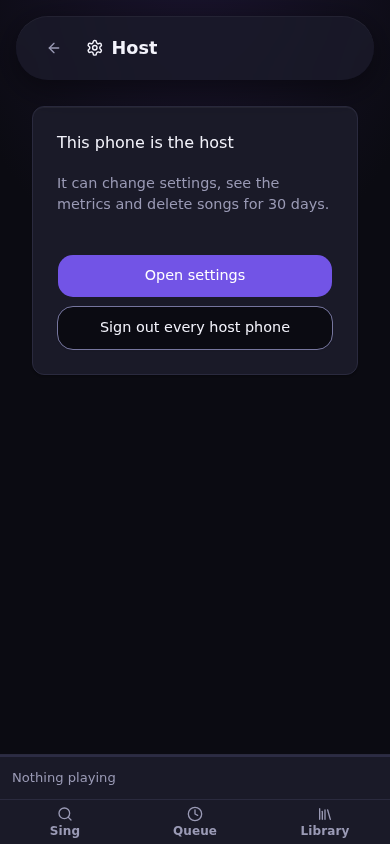 Host
This phone is the host
It can change settings, see the
metrics and delete songs for 30 days.
Open settings
Sign out every host phone
Nothing playing
Sing
Queue
Library